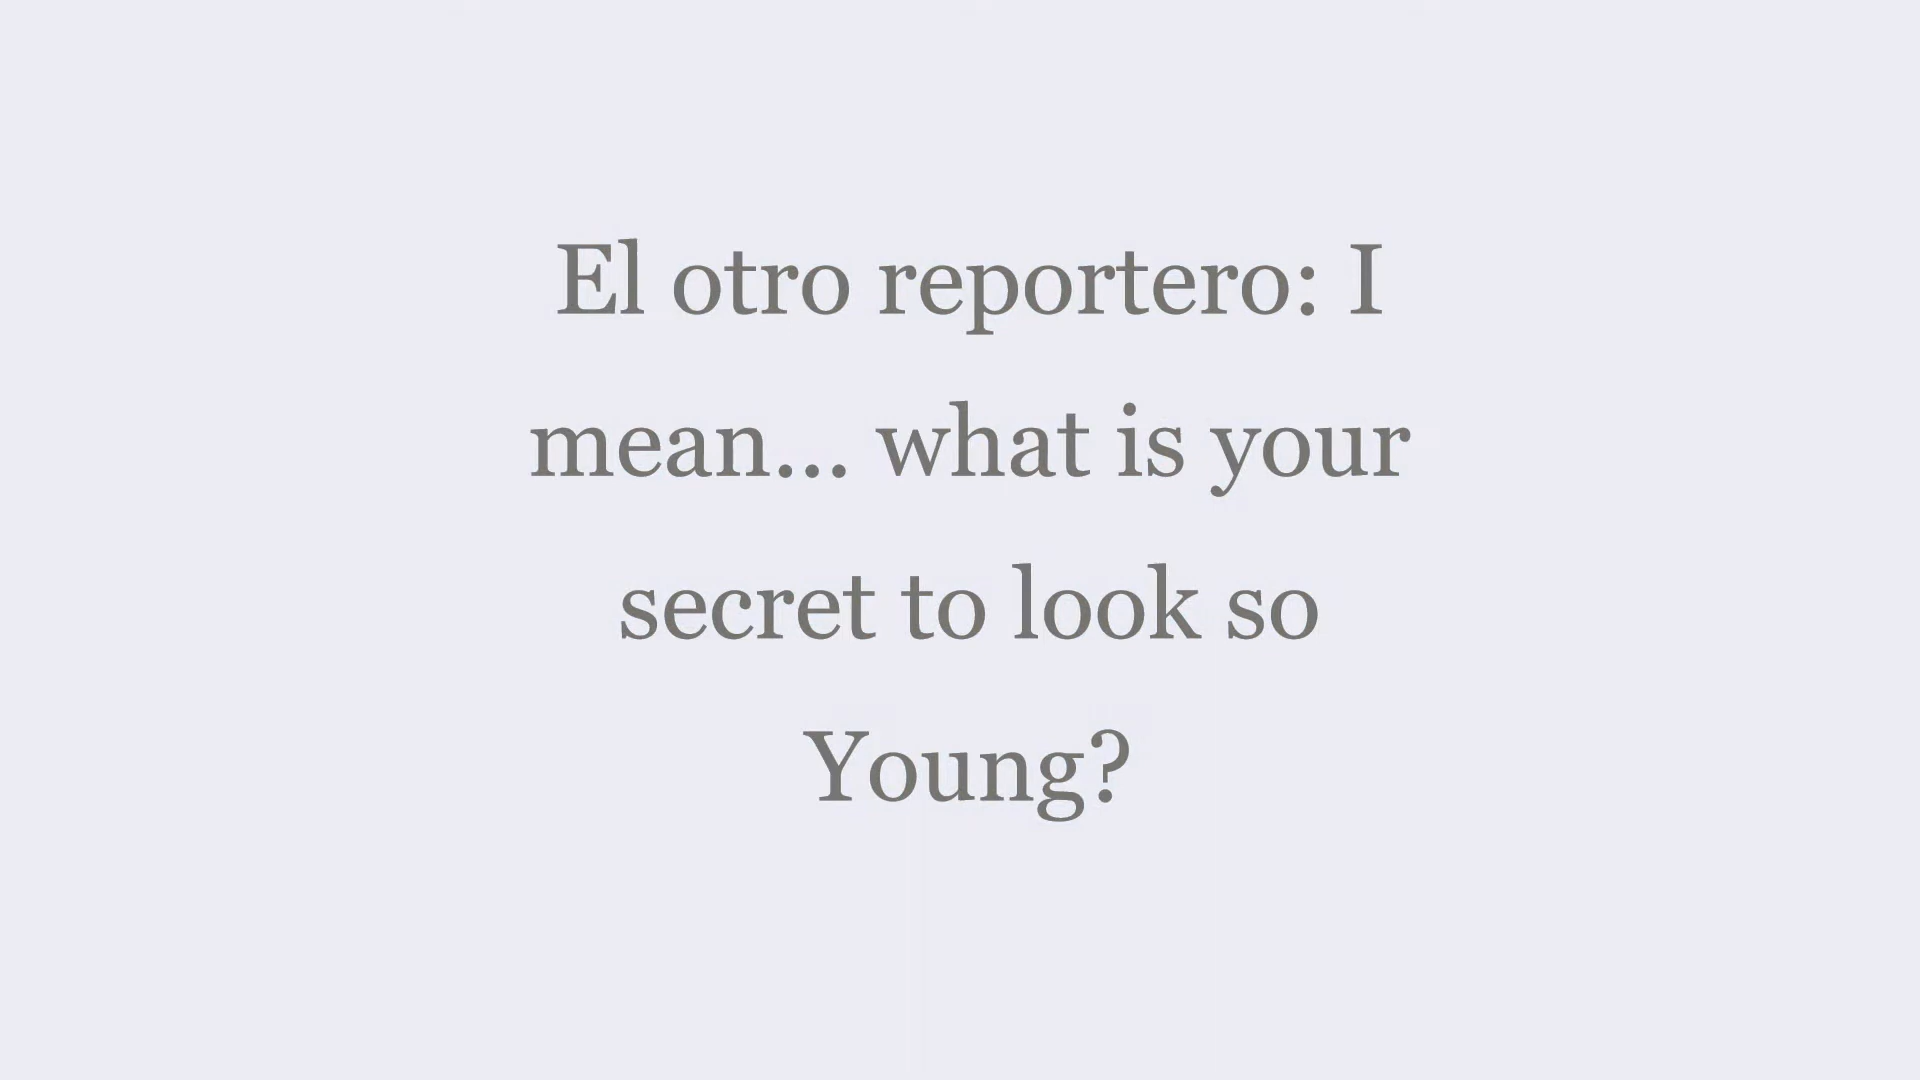 El otro reportero: I
mean... what is your
secret to look so
Young?